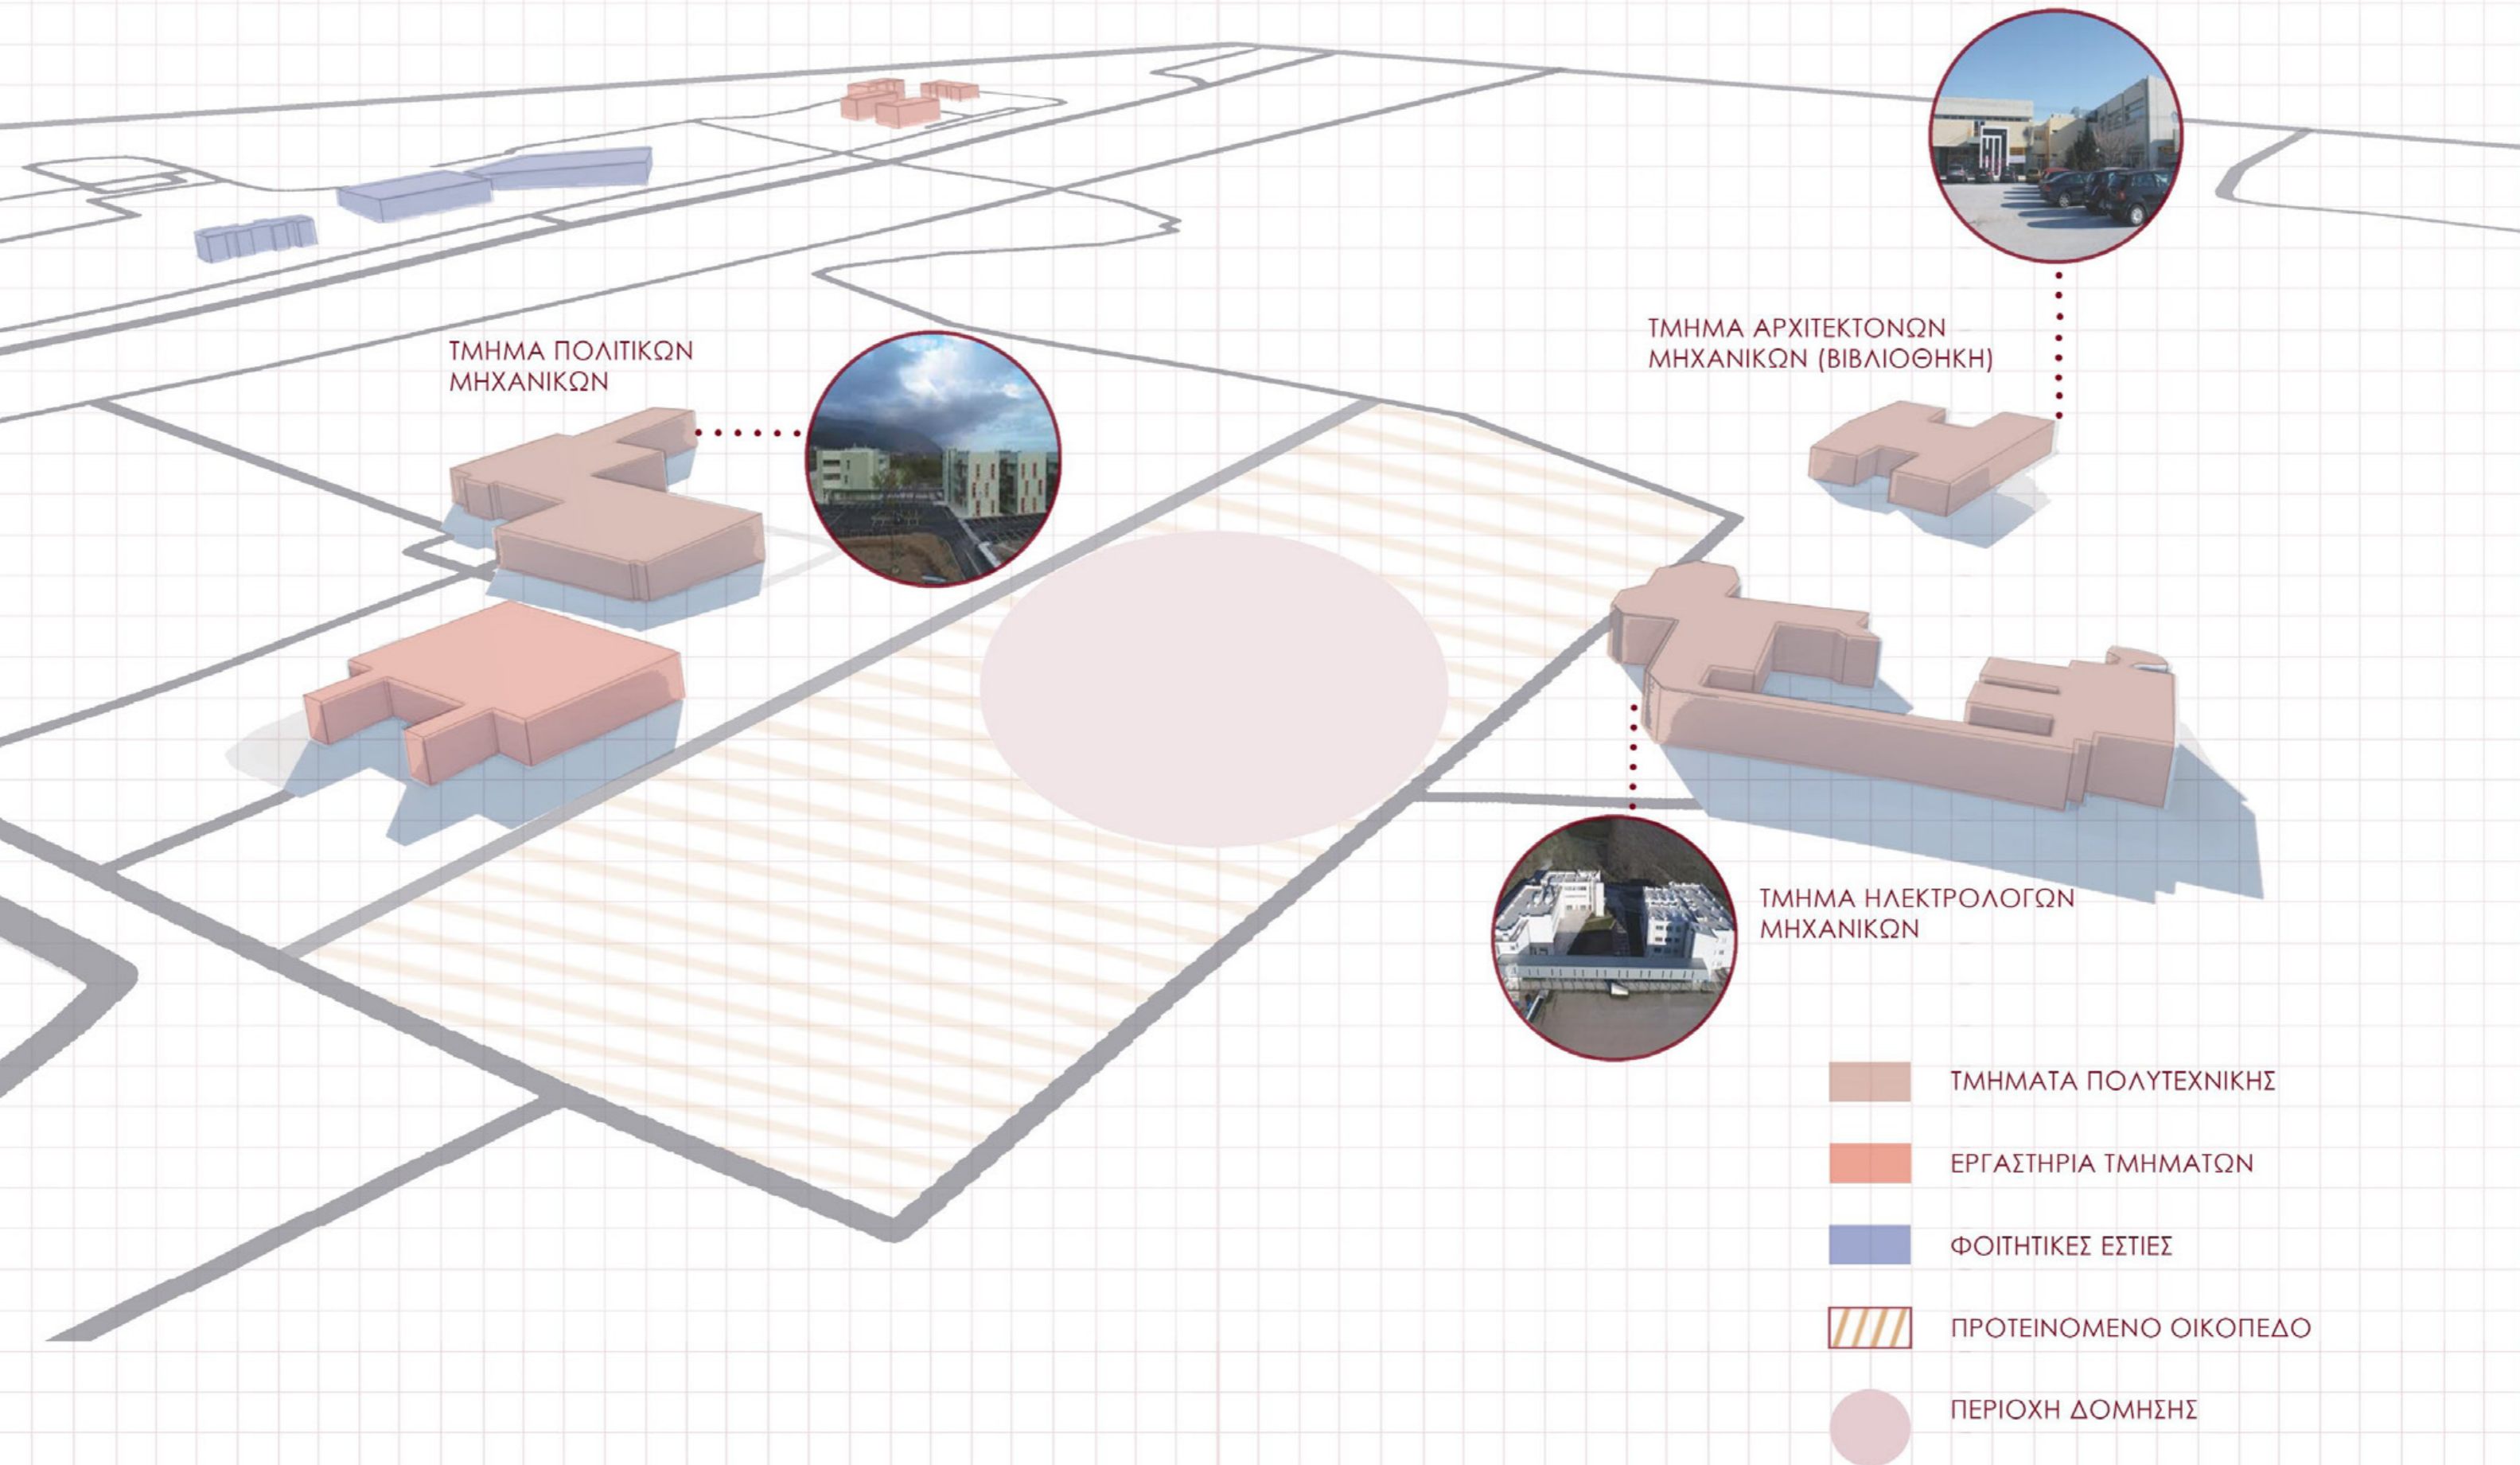 ΤΜΗΜΑ ΠΟΛΙΤΙΚΩΝ
ΜΗΧΑΝΙΚΩΝ
ΤΜΗΜΑ ΑΡΧΙΤΕΚΤΟΝΩΝ
ΜΗΧΑΝΙΚΩΝ (ΒΙΒΛΙΟΘΗΚΗ)
ΤΜΗΜΑ ΗΛΕΚΤΡΟΛΟΓΩΝ
ΜΗΧΑΝΙΚΩΝ
ΤΜΗΜΑΤΑ ΠΟΛΥΤΕΧΝΙΚΗΣ
ΕΡΓΑΣΤΗΡΙΑ ΤΜΗΜΑΤΩΝ
ΦΟΙΤΗΤΙΚΕΣ ΕΣΤΙΕΣ
ΠΡΟΤΕΙΝΟΜΕΝΟ ΟΙΚΟΠΕΔΟ
ΠΕΡΙΟΧΗ ΔΟΜΗΣΗΣ